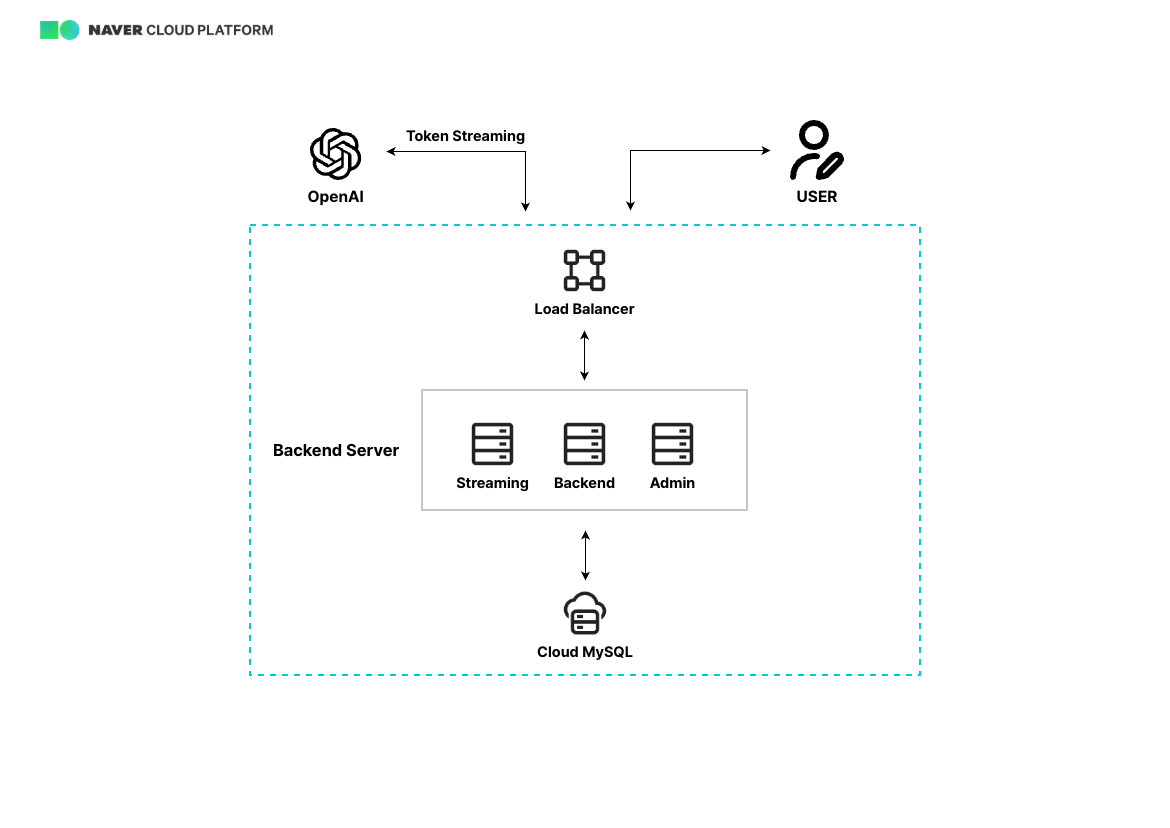 NAVER CLOUD PLATFORM
Token Streaming
OpenAI
USER
Load Balancer
Backend Server
Streaming
Backend
Admin
Cloud MySQL